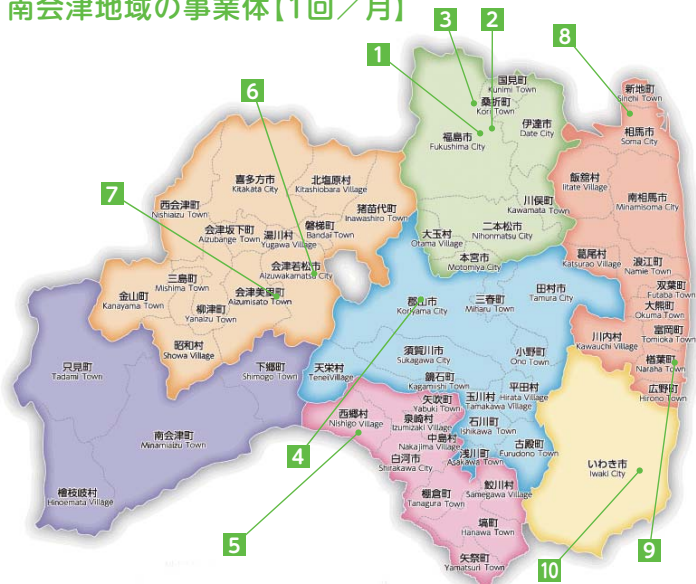 南会津地域の事業体【1回／月】
3
2
8
1
国見町
Kunimi Town
桑折町
Kori Town
新地町
Sinchi Town
6
福島市
Fukushima City
伊達市
Date City
相馬市
Soma City
喜多方市
Kitakata City
北塩原村
Kitashiobara Village
飯舘村
Iitate Village
7
西会津町
Nishiaizu Town
猪苗代町
Inawashiro Town
川俣町
Kawamata Town
南相馬市
Minamisoma City
会津坂下町
Aizubange Town
湯川村
Yugawa Village
磐梯町
Bandai Town
大玉村
Otama Village
二本松市
Nihonmatsu City
本宮市
Motomiya City
葛尾村
Katsurao Village
浪江町
Namie Town
会津若松市
Aizuwakamatsu City
三島町
Mishima Town
双葉町
Futaba Town
金山町
Kanayama Town
会津美里町
Aizumisato Town
郡山市
Koriyama City
三春町
Miharu Town
田村市
Tamura City
大熊町
Okuma Town
柳津町
Yanaizu Town
川内村
Kawauchi Village
富岡町
Tomioka Town
昭和村
Showa Village
須賀川市
Sukagawa City
小野町
Ono Town
楢葉町
Naraha Town
只見町
Tadami Town
下郷町
Shimogo Town
天栄村
TeneiVillage
鏡石町
Kagamiishi Town
平田村
Hirata Village
広野町
Hirono Town
矢吹町
Yabuki Town
玉川村
Tamakawa Village
西郷村
Nishigo Village
泉崎村
Izumizaki Village
石川町
Ishikawa Town
南会津町
Minamiaizu Town
中島村
Nakajima Village
古殿町
Furudono Town
4
白河市
Shirakawa City
浅川町
Asakawa Town
いわき市
Iwaki City
檜枝岐村
Hinoemata Village
棚倉町
Tanagura Town
鮫川村
Samegawa Village
塙町
Hanawa Town
5
矢祭町
Yamatsuri Town
9
10